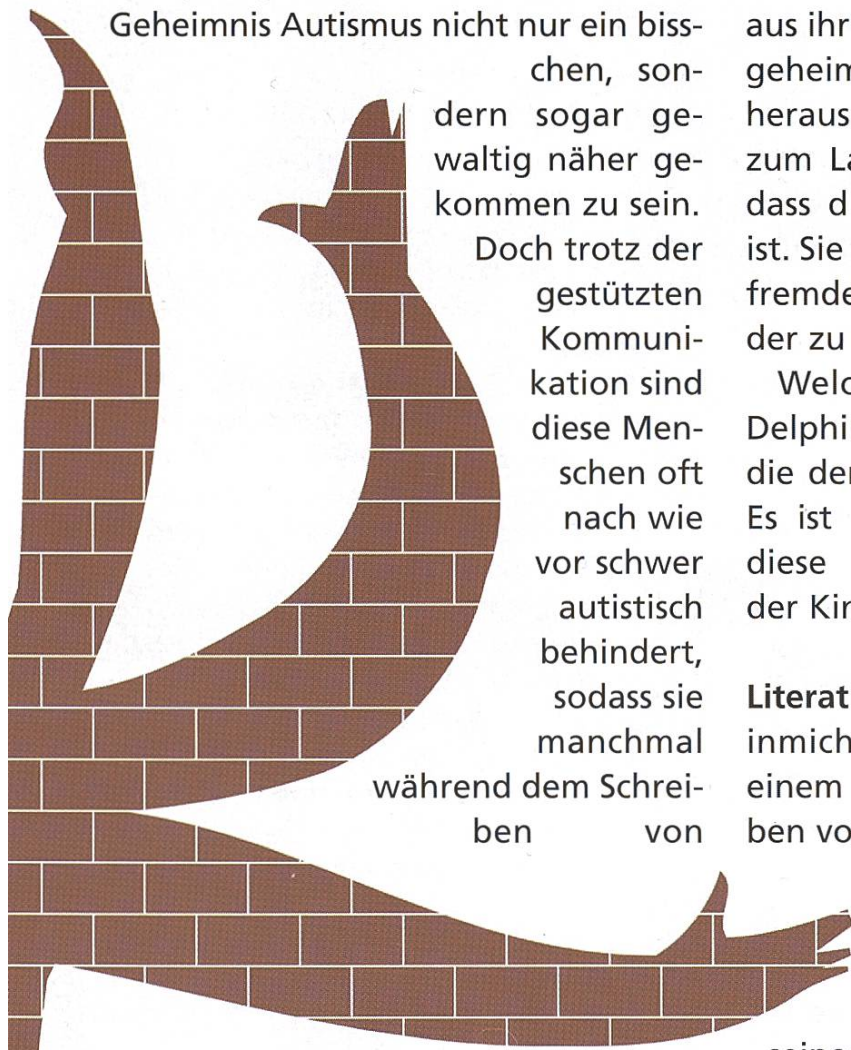 Geheimnis Autismus nicht nur ein biss-
chen, son-
dern sogar ge-
waltig näher ge-
kommen zu sein.
Doch trotz der
gestützten
Kommuni-
kation sind
diese Men-
schen oft
nach wie
vor schwer
autistisch
behindert,
sodass sie
manchmal
während dem Schrei-
ben von
aus ihr
geheim
heraus
zum La
dass d
ist. Sie
fremde
der zu
Welc
Delphi
die der
Es ist
diese
der Kir
Literat
inmich
einem
ben vo